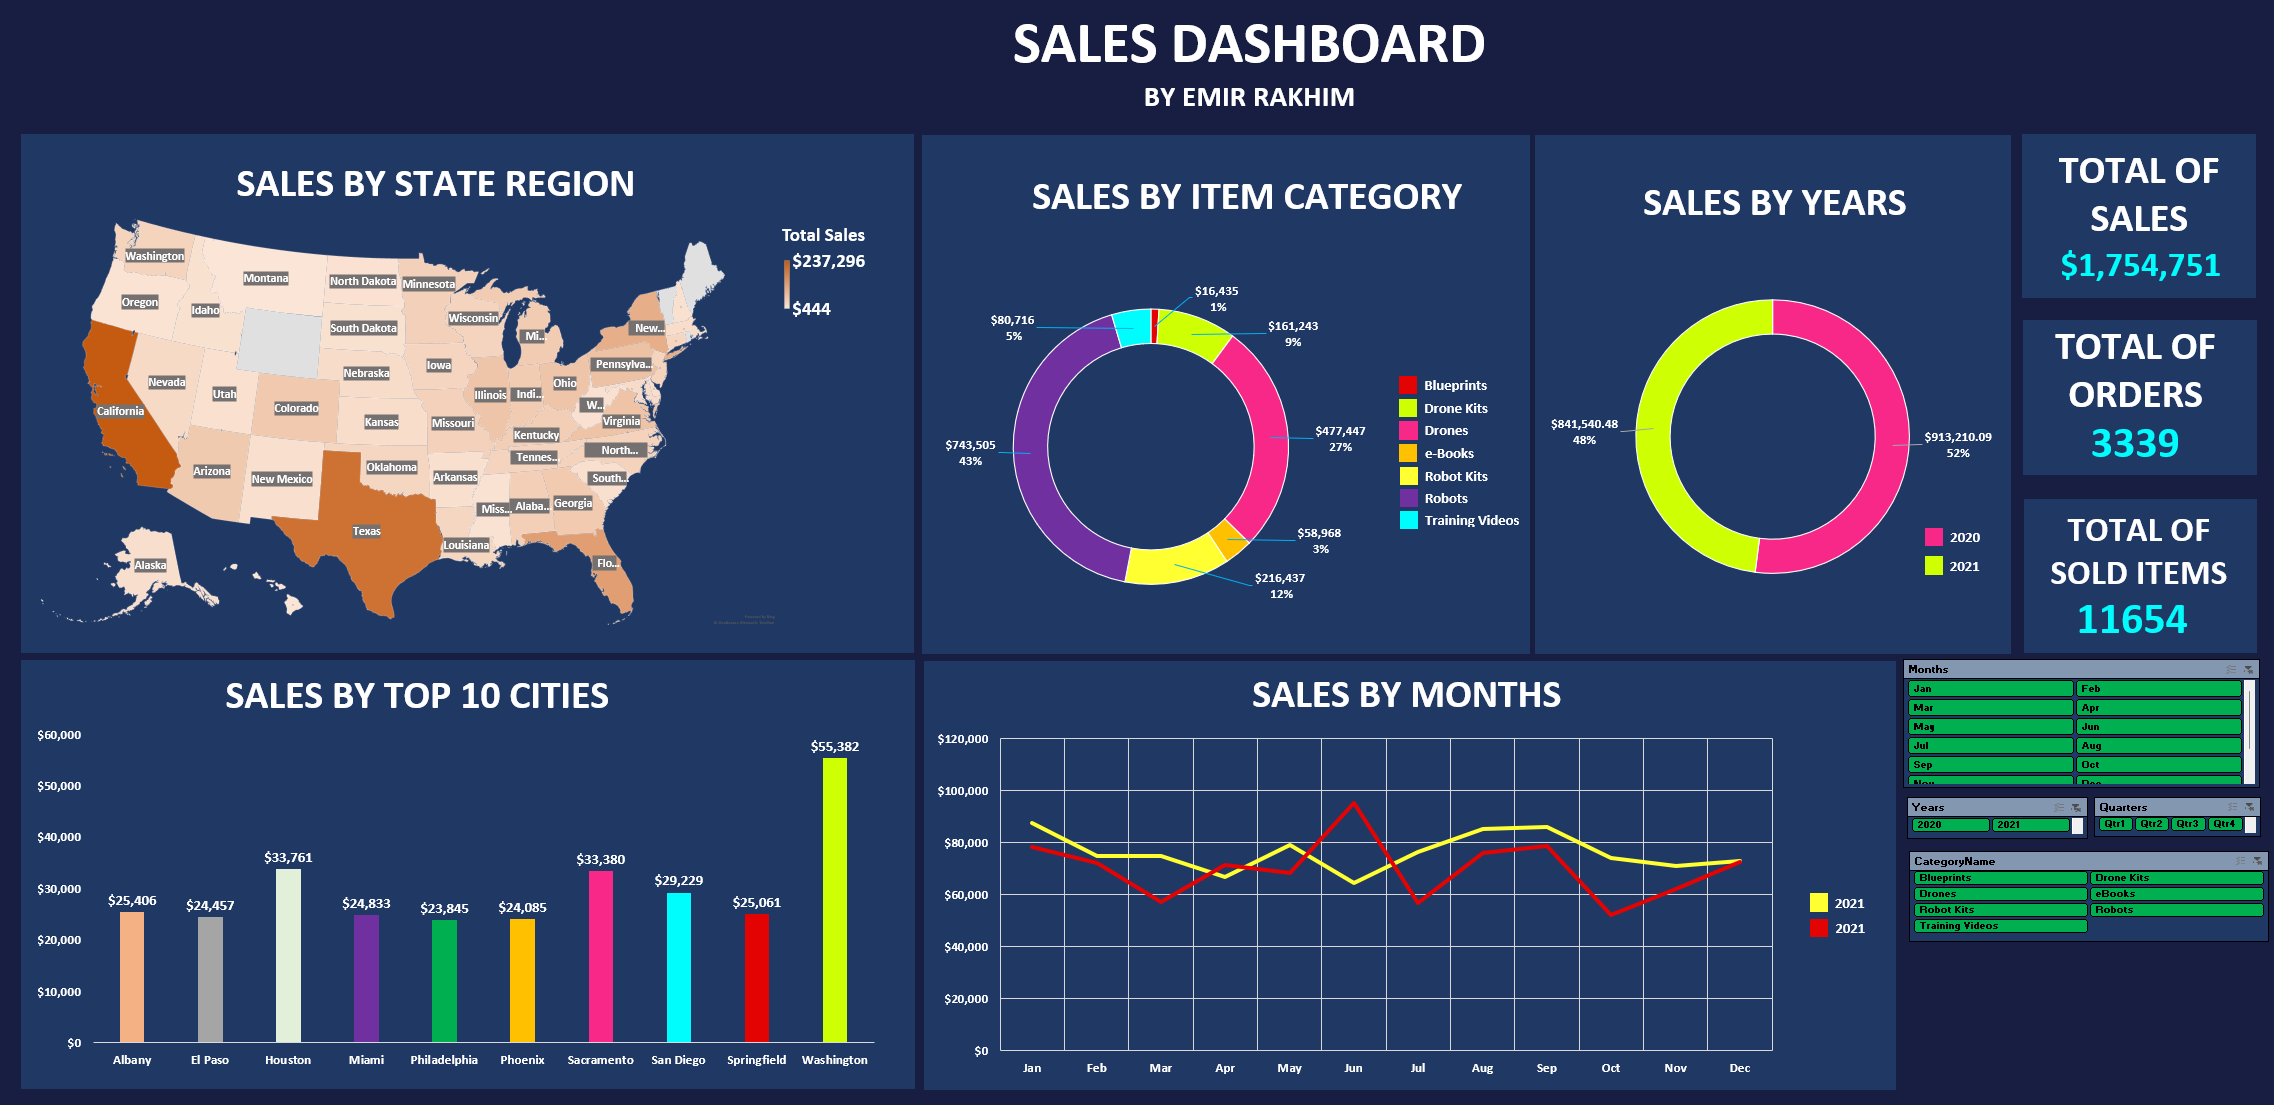 SALES DASHBOARD
BY EMIR RAKHIM
SALES BY STATE REGION
Total Sales
$237,296
$444
Washington
Montana
North Dakota
Minnesota
Oregon
Idaho
South Dakota
Wisconsin
Mi...
New...
Nebraska
Iowa
Pennsylva...
Nevada
Utah
Colorado
Illinois
Indi...
Ohio
W...
California
Kansas
Missouri
Virginia
Kentucky
North...
Tennes...
Arizona
New Mexico
Oklahoma
Arkansas
South...
Miss...
Alaba...
Georgia
Texas
Louisiana
Flo...
Alaska
SALES BY ITEM CATEGORY
$16,435
1%
$80,716
5%
$161,243
9%
$743,505
43%
$477,447
27%
$58,968
3%
$216,437
12%
Blueprints
Drone Kits
Drones
e-Books
Robot Kits
Robots
Training Videos
SALES BY YEARS
$841,540.48
48%
$913,210.09
52%
2020
2021
TOTAL OF
SALES
$1,754,751
TOTAL OF
ORDERS
3339
TOTAL OF
SOLD ITEMS
11654
SALES BY TOP 10 CITIES
$60,000
$50,000
$40,000
$30,000
$20,000
$10,000
$0
$25,406
$24,457
$33,761
$24,833
$23,845
$24,085
$33,380
$29,229
$25,061
$55,382
Albany
El Paso
Houston
Miami
Philadelphia
Phoenix
Sacramento
San Diego
Springfield
Washington
SALES BY MONTHS
$120,000
$100,000
$80,000
$60,000
$40,000
$20,000
$0
Jan
Feb
Mar
Apr
May
Jun
Jul
Aug
Sep
Oct
Nov
Dec
2021
2021
Months
Jan
Feb
Mar
Apr
May
Jun
Jul
Aug
Sep
Oct
Nov
Dec
Years
2020
2021
Quarters
Qtr1
Qtr2
Qtr3
Qtr4
CategoryName
Blueprints
Drone Kits
Drones
eBooks
Robot Kits
Robots
Training Videos